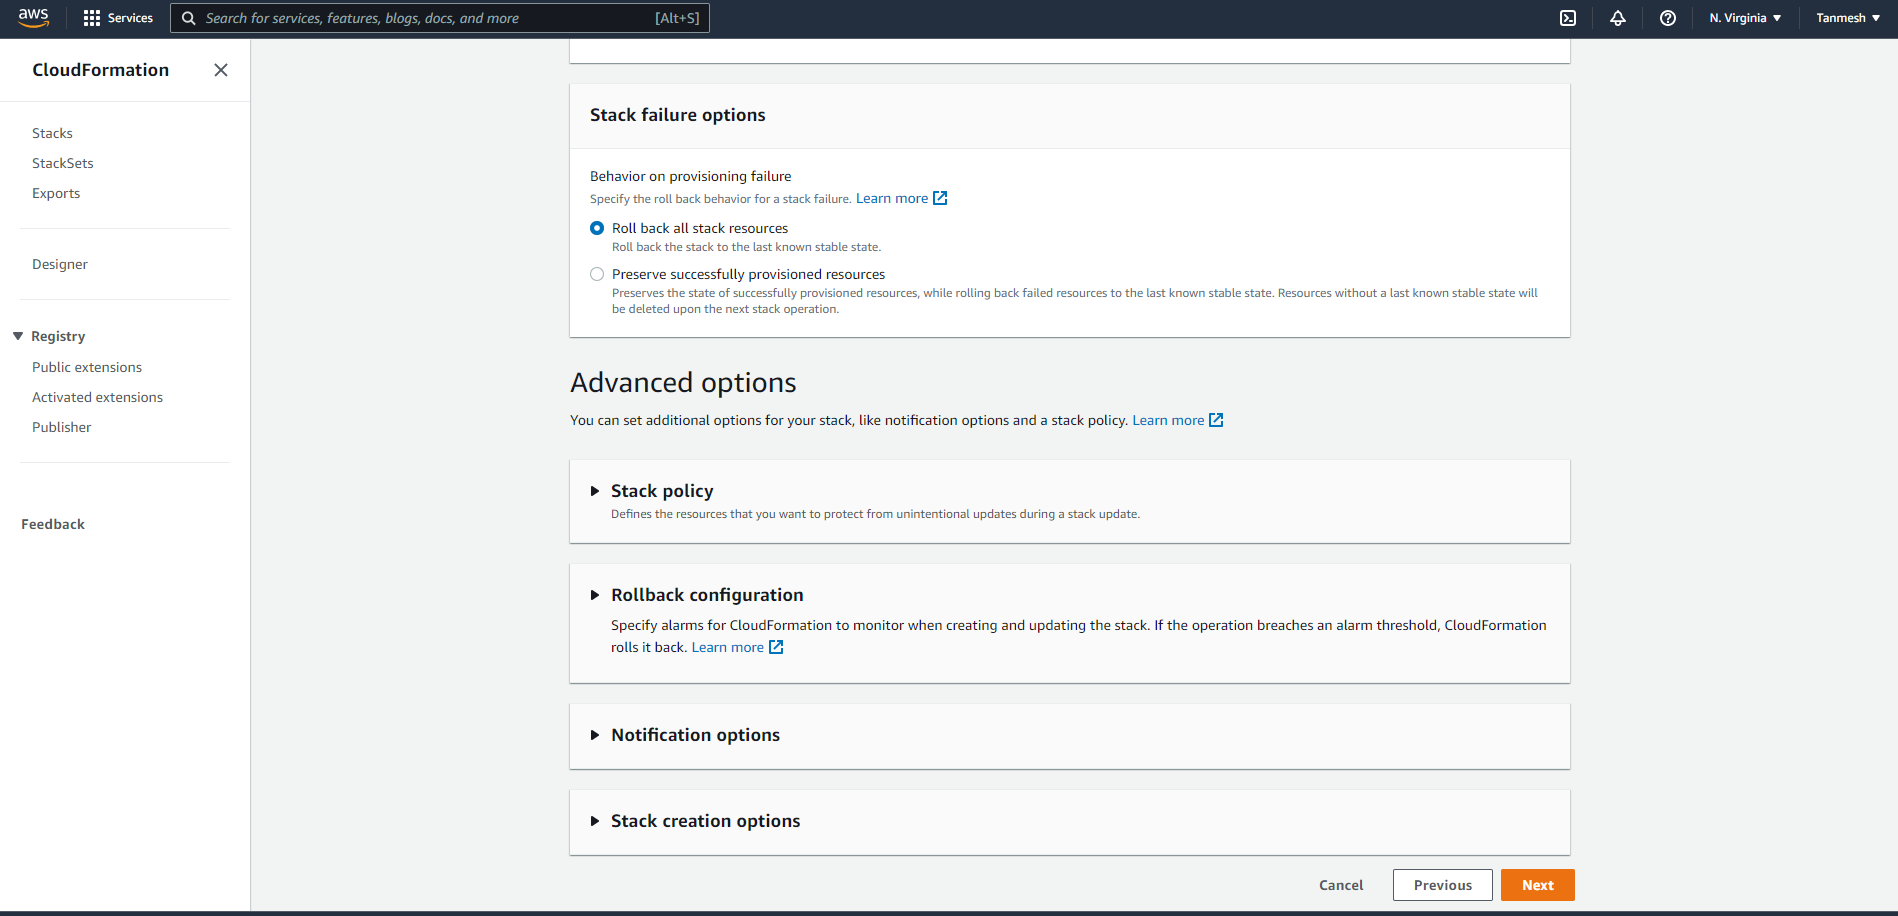 aws
Services
Search for services, features, blogs, docs, and more
[Alt+S]
N. Virginia
Tanmesh
CloudFormation
Stacks
StackSets
Exports
Designer
Registry
Public extensions
Activated extensions
Publisher
Feedback
Stack failure options
Behavior on provisioning failure
Specify the roll back behavior for a stack failure. Learn more
Roll back all stack resources
Roll back the stack to the last known stable state.
Preserve successfully provisioned resources
Preserves the state of successfully provisioned resources, while rolling back failed resources to the last known stable state. Resources without a last known stable state will
be deleted upon the next stack operation.
Advanced options
You can set additional options for your stack, like notification options and a stack policy. Learn more
Stack policy
Defines the resources that you want to protect from unintentional updates during a stack update.
Rollback configuration
Specify alarms for CloudFormation to monitor when creating and updating the stack. If the operation breaches an alarm threshold, CloudFormation
rolls it back. Learn more
Notification options
Stack creation options
Cancel
Previous
Next